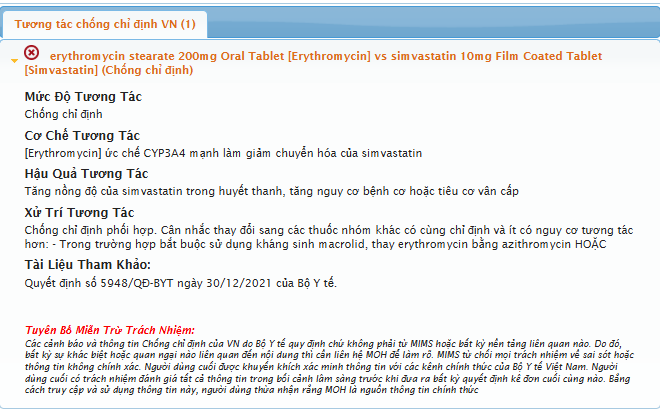 Tương tác chống chỉ định VN (1)
erythromycin stearate 200mg Oral Tablet [Erythromycin] vs simvastatin 10mg Film Coated Tablet
[Simvastatin] (Chống chỉ định)
Mức Độ Tương Tác
Chống chỉ định
Cơ Chế Tương Tác
[Erythromycin] ức chế CYP3A4 mạnh làm giảm chuyển hóa của simvastatin
Hậu Quả Tương Tác
Tăng nồng độ của simvastatin trong huyết thanh, tăng nguy cơ bệnh cơ hoặc tiêu cơ vân cấp
Xử Trí Tương Tác
Chống chỉ định phối hợp. Cân nhắc thay đổi sang các thuốc nhóm khác có cùng chỉ định và ít có nguy cơ tương tác
hơn: - Trong trường hợp bắt buộc sử dụng kháng sinh macrolid, thay erythromycin bằng azithromycin HOẶC
Tài Liệu Tham Khảo:
Quyết định số 5948/QĐ-BYT ngày 30/12/2021 của Bộ Y tế.
Tuyên Bố Miễn Trừ Trách Nhiệm:
Các cảnh báo và thông tin Chống chỉ định của VN do Bộ Y tế quy định chứ không phải từ MIMS hoặc bất kỳ nền tảng liên quan nào. Do đó,
bất kỳ sự khác biệt hoặc quan ngại nào liên quan đến nội dung thì cần liên hệ MOH để làm rõ. MIMS từ chối mọi trách nhiệm về sai sót hoặc
thông tin không chính xác. Người dùng cuối được khuyến khích xác minh thông tin với các kênh chính thức của Bộ Y tế Việt Nam. Người
dùng cuối có trách nhiệm đánh giá tất cả thông tin trong bối cảnh lâm sàng trước khi đưa ra bất kỳ quyết định kê đơn cuối cùng nào. Bằng
cách truy cập và sử dụng thông tin này, người dùng thừa nhận rằng MOH là nguồn thông tin chính thức